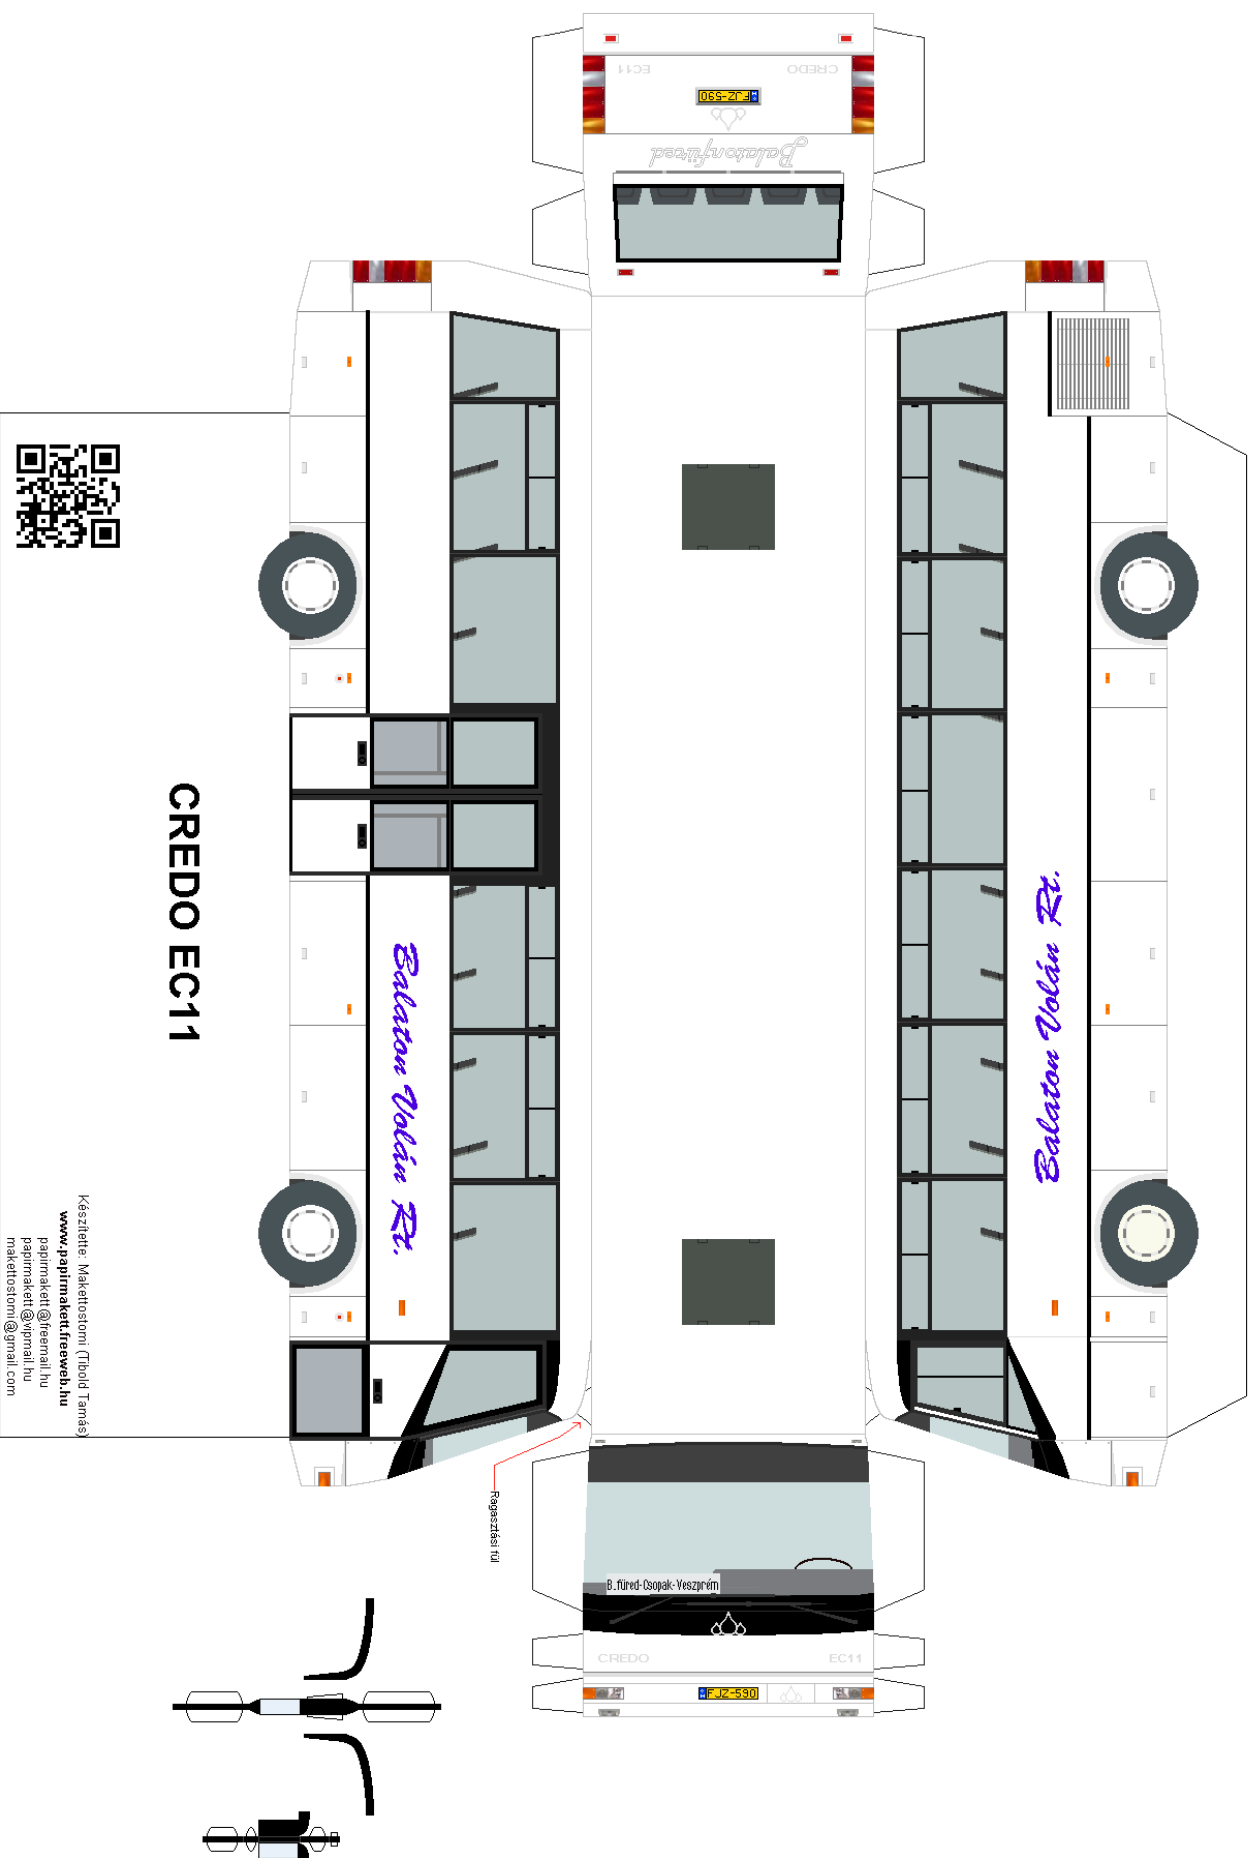 EC11
CREDO
FJZ-590
Balatonfüred
CREDO EC11
Balaton Volán Rt.
Balaton Volán Rt.
Készítette: Makettostomi (Tibold Tamás)
www.papirmakett.freeweb.hu
papirmakett@freemail.hu
papirmakett@vipmail.hu
makettostomi@gmail.com
Ragasztási fül
B.füred-Csopak-Veszprém
CREDO
EC11
FJZ-590